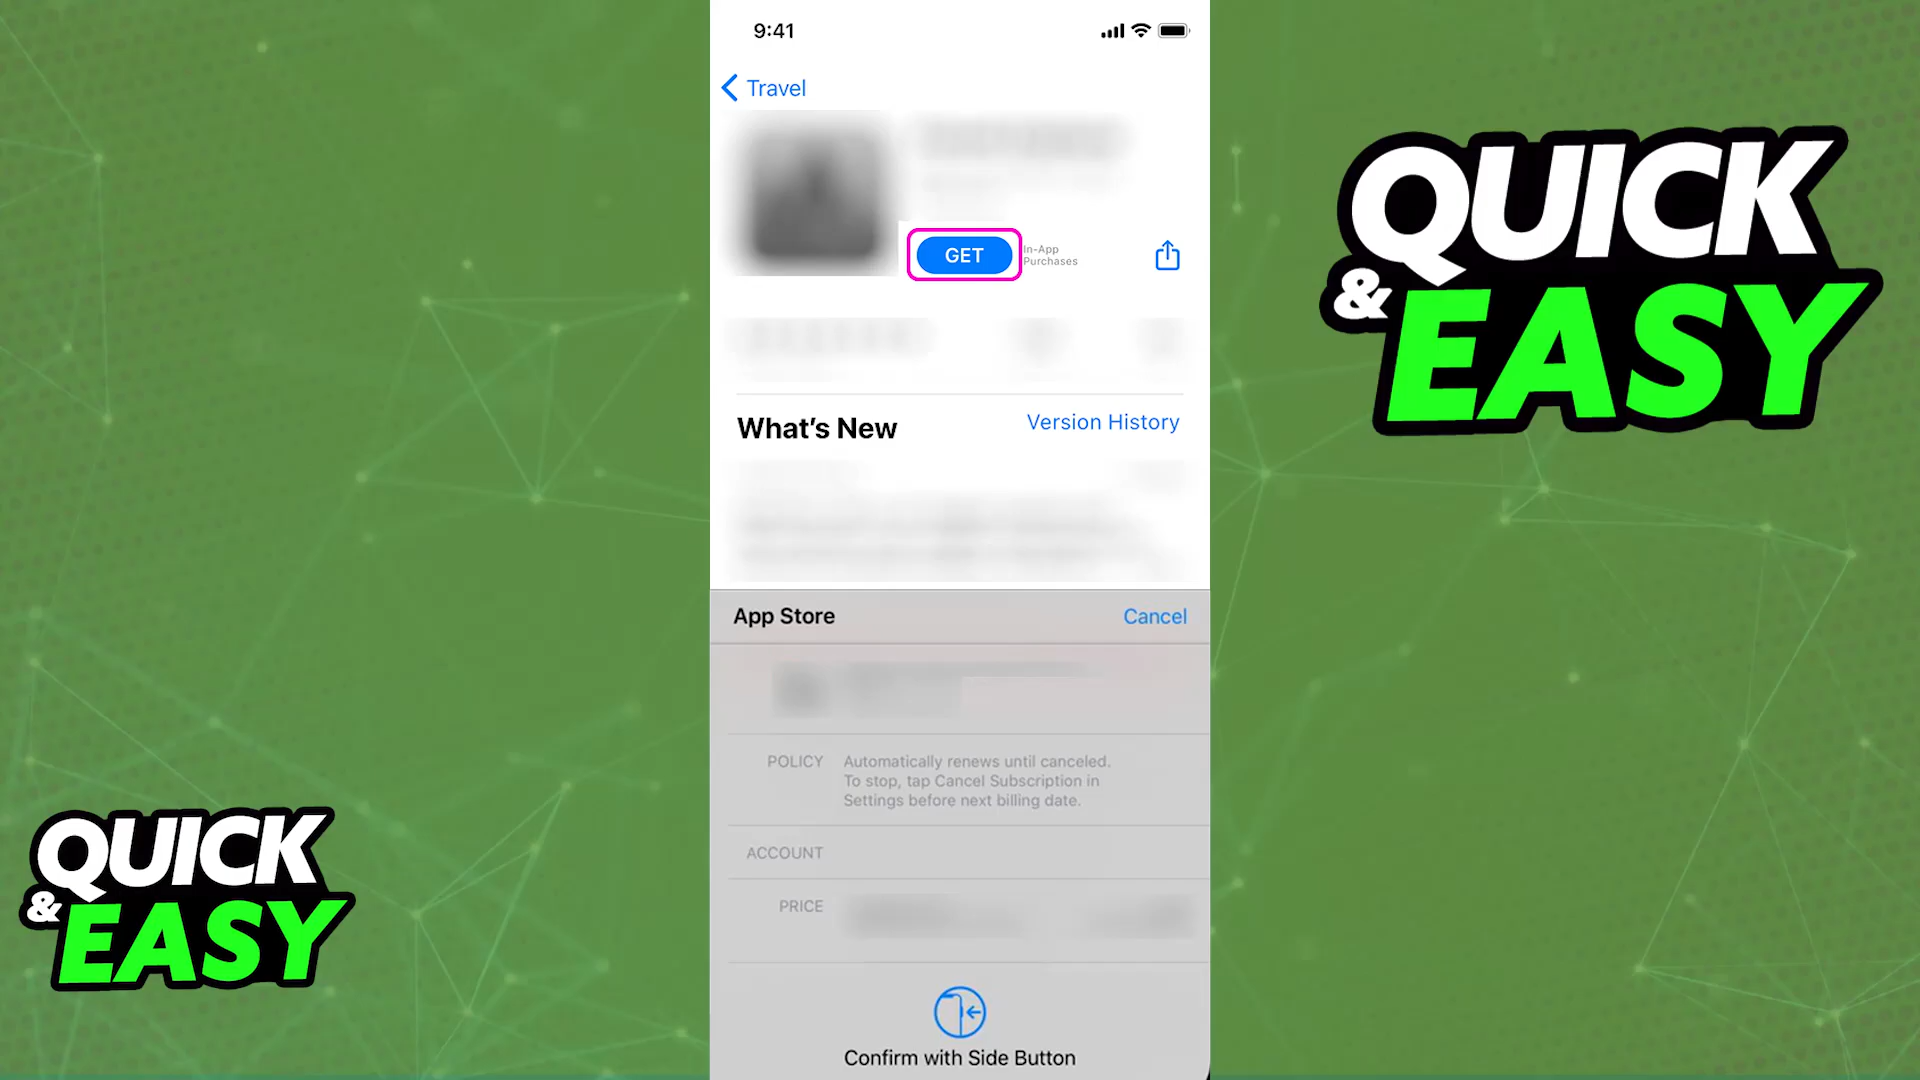 9:41
Travel
GET
In-App
Purchases
What's New
Version History
App Store
Cancel
POLICY
Automatically renews until canceled.
To stop, tap Cancel Subscription in
Settings before next billing date.
ACCOUNT
PRICE
Confirm with Side Button
QUICK
& EASY
QUICK
& EASY